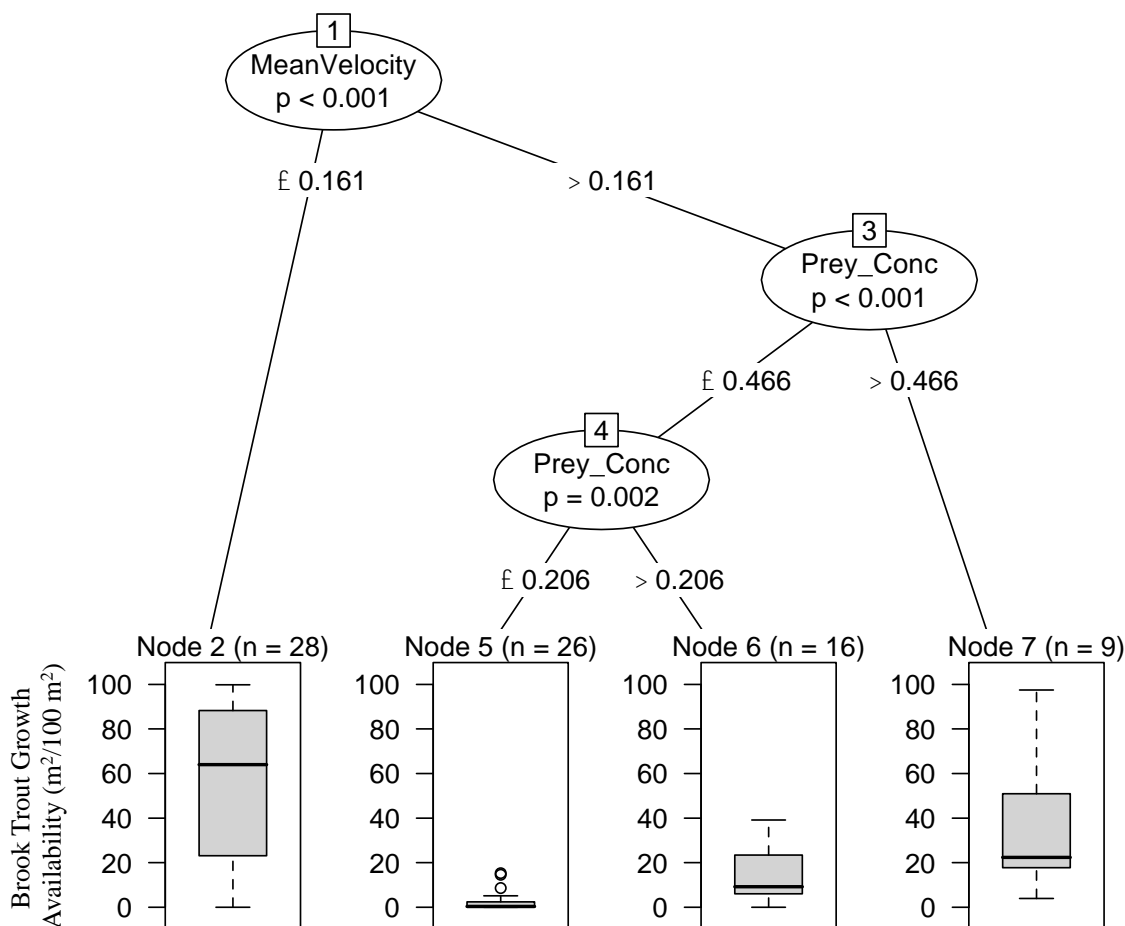 1
MeanVelocity
p < 0.001
£ 0.161
> 0.161
3
Prey_Conc
p < 0.001
£ 0.466
> 0.466
4
Prey_Conc
p = 0.002
£ 0.206
> 0.206
Node 2 (n = 28)
Node 5 (n = 26)
Node 6 (n = 16)
Node 7 (n = 9)
Brook Trout Growth
Availability (m²/100 m²)
100
80
60
40
20
0
100
80
60
40
20
0
100
80
60
40
20
0
100
80
60
40
20
0